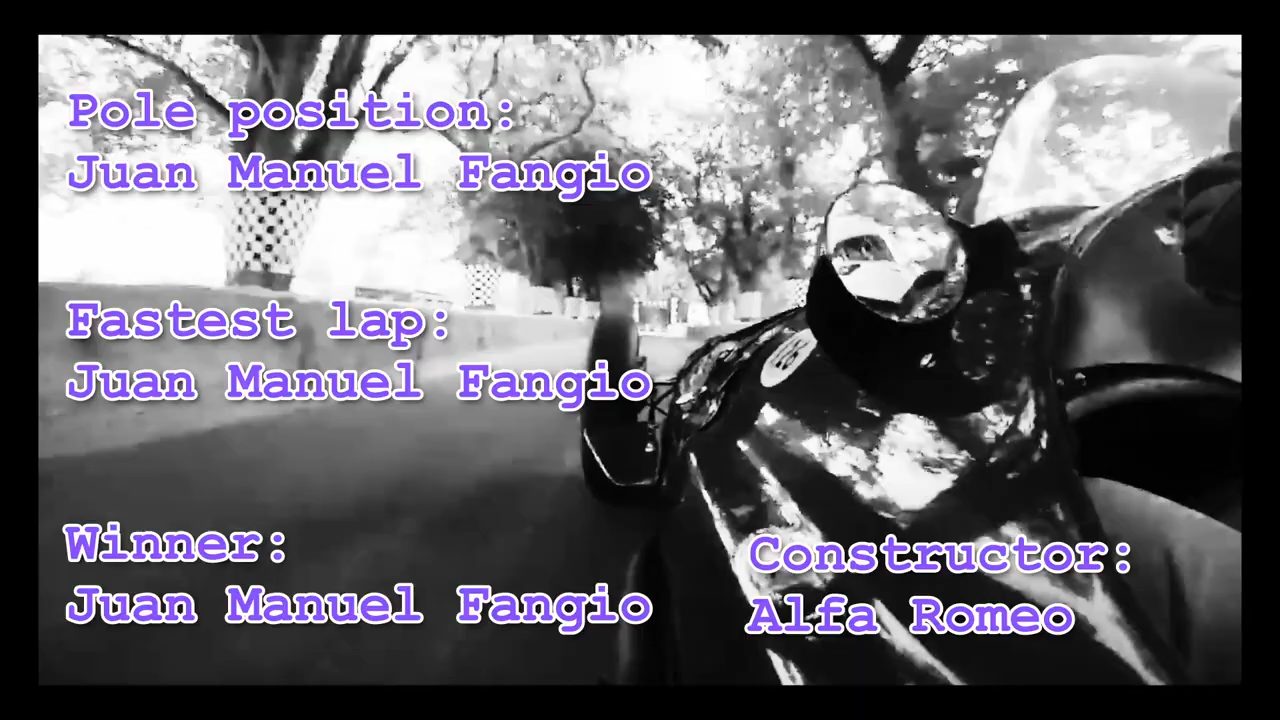 Pole position:
Juan Manuel Fangio
Fastest lap:
Juan Manuel Fangio
Winner:
Juan Manuel Fangio
Constructor:
Alfa Romeo